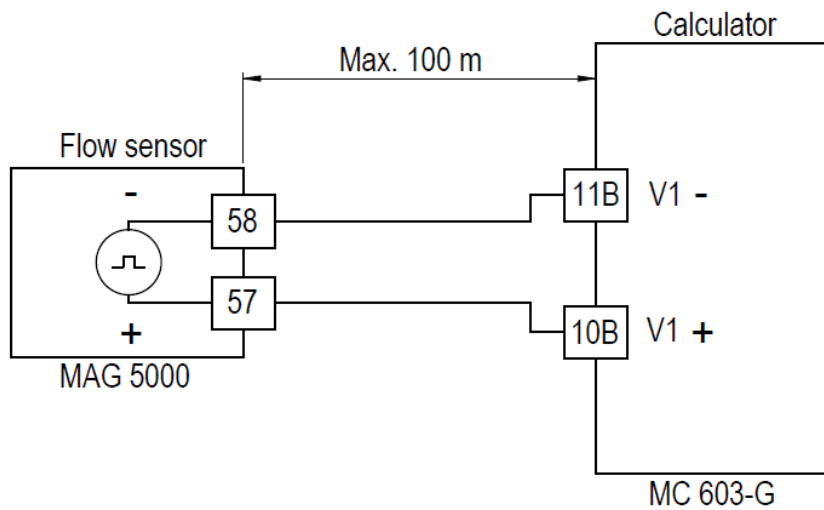 Calculator
Max. 100 m
Flow sensor
-
58
11B V1 -
57
10B V1 +
+
MAG 5000
MC 603-G